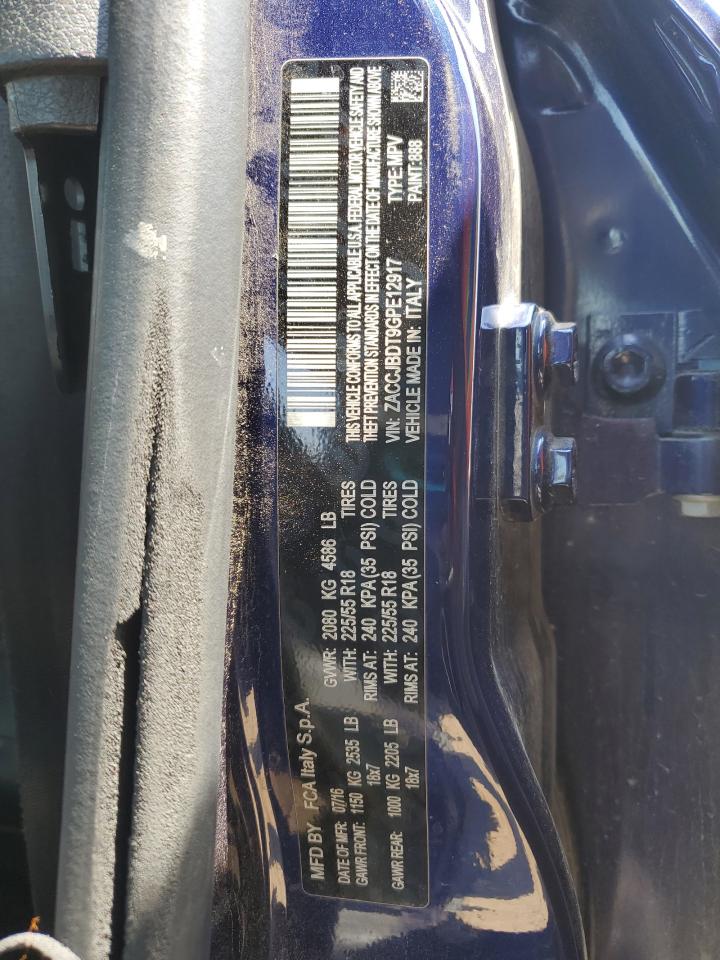 MFD BY FCA Italy S.p.A.
DATE OF MFR: 07/16 GVWR: 2080 KG 4586 LB
GAWR FRONT: 1150 KG 2535 LB WITH: 225/55 R18 TIRES
18x7 RIMS AT: 240 KPA (35 PSI) COLD
GAWR REAR: 1000 KG 2205 LB WITH: 225/55 R18 TIRES
18x7 RIMS AT: 240 KPA (35 PSI) COLD
THIS VEHICLE CONFORMS TO ALL APPLICABLE U.S.A. FEDERAL MOTOR VEHICLE SAFETY AND
THEFT PREVENTION STANDARDS IN EFFECT ON THE DATE OF MANUFACTURE SHOWN ABOVE
VIN: ZACCJBDT9GPE12917 TYPE:MPV
VEHICLE MADE IN: ITALY PAINT:888